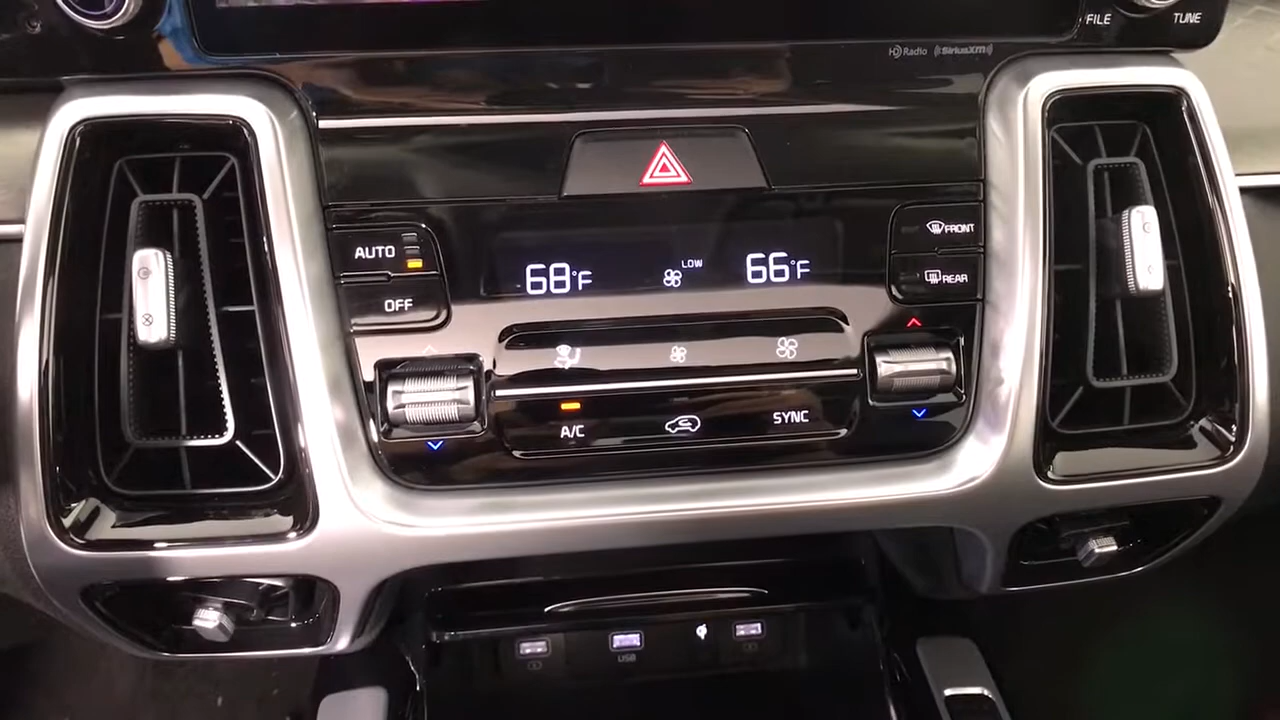 FILE
TUNE
HD Radio
((SiriusXM))
AUTO
OFF
68°F
LOW
66°F
FRONT
REAR
A/C
SYNC
USB